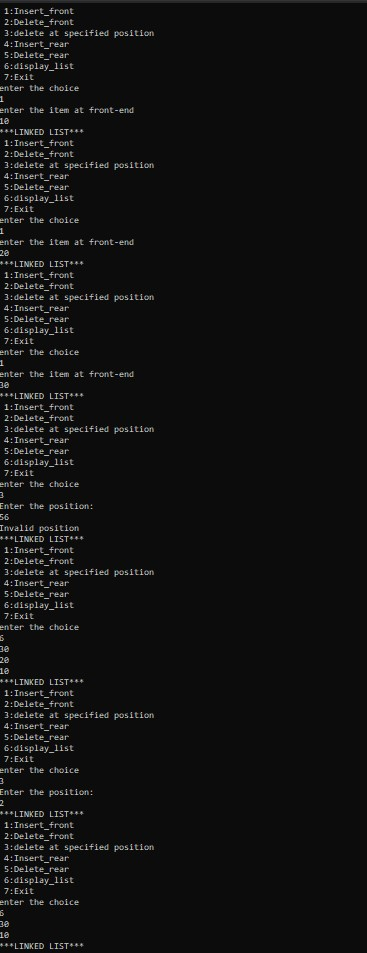 1:Insert_front
2:Delete_front
3:delete at specified position
4:Insert_rear
5:Delete_rear
6:display_list
7:Exit
enter the choice
1
enter the item at front-end
10
***LINKED LIST***
1:Insert_front
2:Delete_front
3:delete at specified position
4:Insert_rear
5:Delete_rear
6:display_list
7:Exit
enter the choice
1
enter the item at front-end
20
***LINKED LIST***
1:Insert_front
2:Delete_front
3:delete at specified position
4:Insert_rear
5:Delete_rear
6:display_list
7:Exit
enter the choice
1
enter the item at front-end
30
***LINKED LIST***
1:Insert_front
2:Delete_front
3:delete at specified position
4:Insert_rear
5:Delete_rear
6:display_list
7:Exit
enter the choice
3
Enter the position:
56
Invalid position
***LINKED LIST***
1:Insert_front
2:Delete_front
3:delete at specified position
4:Insert_rear
5:Delete_rear
6:display_list
7:Exit
enter the choice
6
30
20
10
***LINKED LIST***
1:Insert_front
2:Delete_front
3:delete at specified position
4:Insert_rear
5:Delete_rear
6:display_list
7:Exit
enter the choice
3
Enter the position:
2
***LINKED LIST***
1:Insert_front
2:Delete_front
3:delete at specified position
4:Insert_rear
5:Delete_rear
6:display_list
7:Exit
enter the choice
6
30
10
***LINKED LIST***